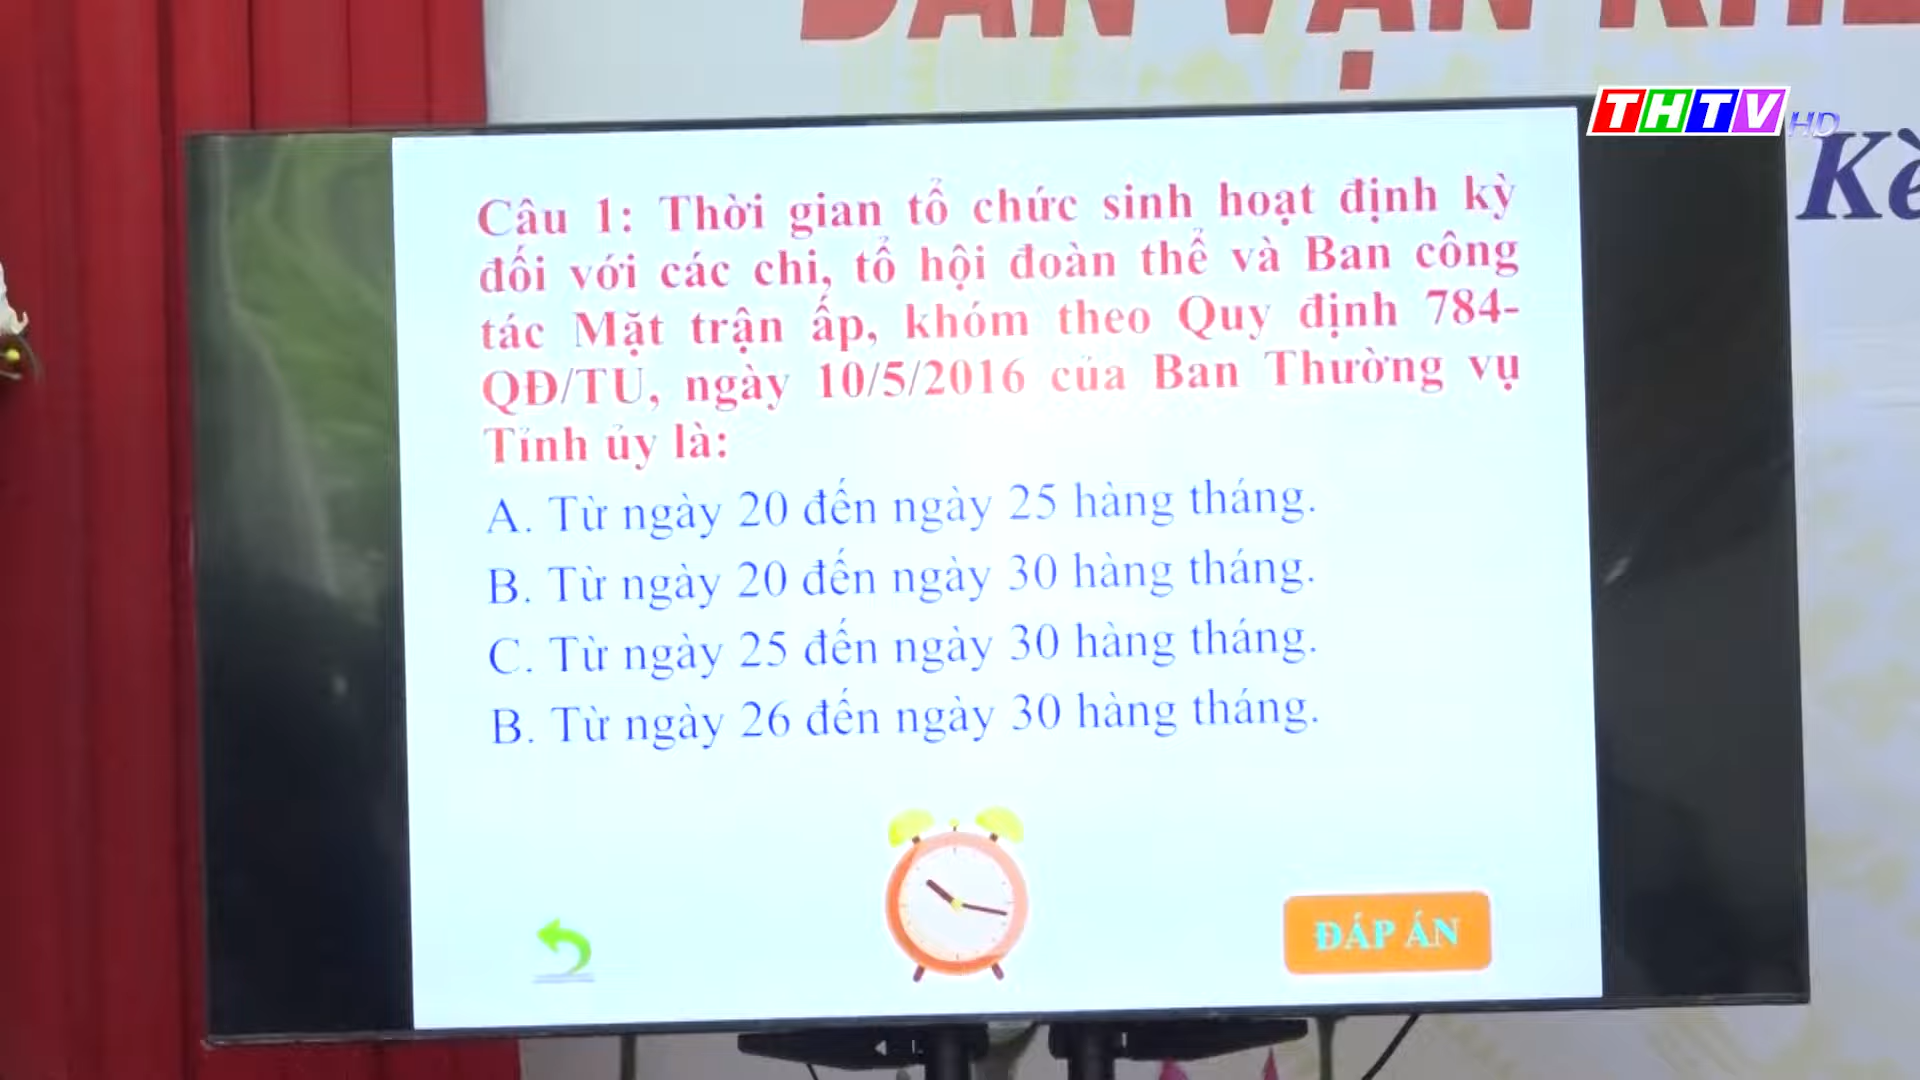 DÂN VẬN KHÉ
THTV HD
Kè
Câu 1: Thời gian tổ chức sinh hoạt định kỳ
đối với các chi, tổ hội đoàn thể và Ban công
tác Mặt trận ấp, khóm theo Quy định 784-
QĐ/TU, ngày 10/5/2016 của Ban Thường vụ
Tỉnh ủy là:
A. Từ ngày 20 đến ngày 25 hàng tháng.
B. Từ ngày 20 đến ngày 30 hàng tháng.
C. Từ ngày 25 đến ngày 30 hàng tháng.
B. Từ ngày 26 đến ngày 30 hàng tháng.
ĐÁP ÁN